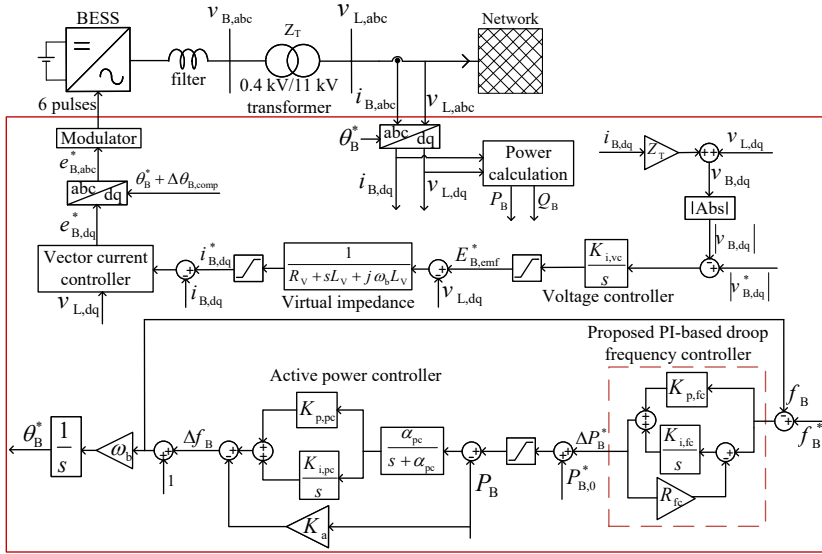 BESS
v_B,abc
Z_T
v_L,abc
Network
filter
0.4 kV/11 kV
transformer
6 pulses
i_B,abc
v_L,abc
Modulator
e*_B,abc
abc
dq
θ*_B + Δθ_B,comp
e*_B,dq
θ*_B
abc
dq
Power
calculation
i_B,dq
v_L,dq
P_B
Q_B
i_B,dq
Z_T
++
v_L,dq
v_B,dq
|Abs|
|v_B,dq|
Vector current
controller
v_L,dq
i*_B,dq
i_B,dq
1
R_V + sL_V + jω_b L_V
Virtual impedance
E*_B,emf
v_L,dq
K_i,vc
s
Voltage controller
|v*_B,dq|
Proposed PI-based droop
frequency controller
Active power controller
K_p,fc
K_i,fc
s
R_fc
f_B
f*_B
ΔP*_B
P*_B,0
P_B
α_pc
s + α_pc
K_p,pc
K_i,pc
s
K_a
Δf_B
1
ω_b
1
s
θ*_B